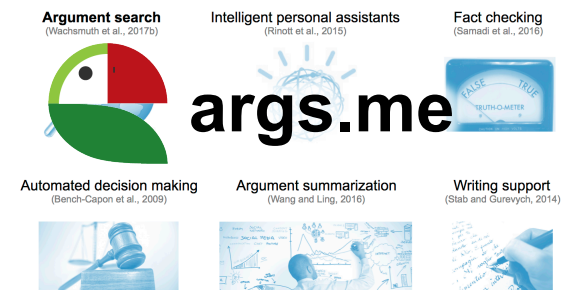 Argument search
(Wachsmuth et al., 2017b)
Intelligent personal assistants
(Rinott et al., 2015)
Fact checking
(Samadi et al., 2016)
args.me
FALSE TRUE
TRUTH-O-METER
Automated decision making
(Bench-Capon et al., 2009)
Argument summarization
(Wang and Ling, 2016)
Writing support
(Stab and Gurevych, 2014)
SOCIAL MEDIA